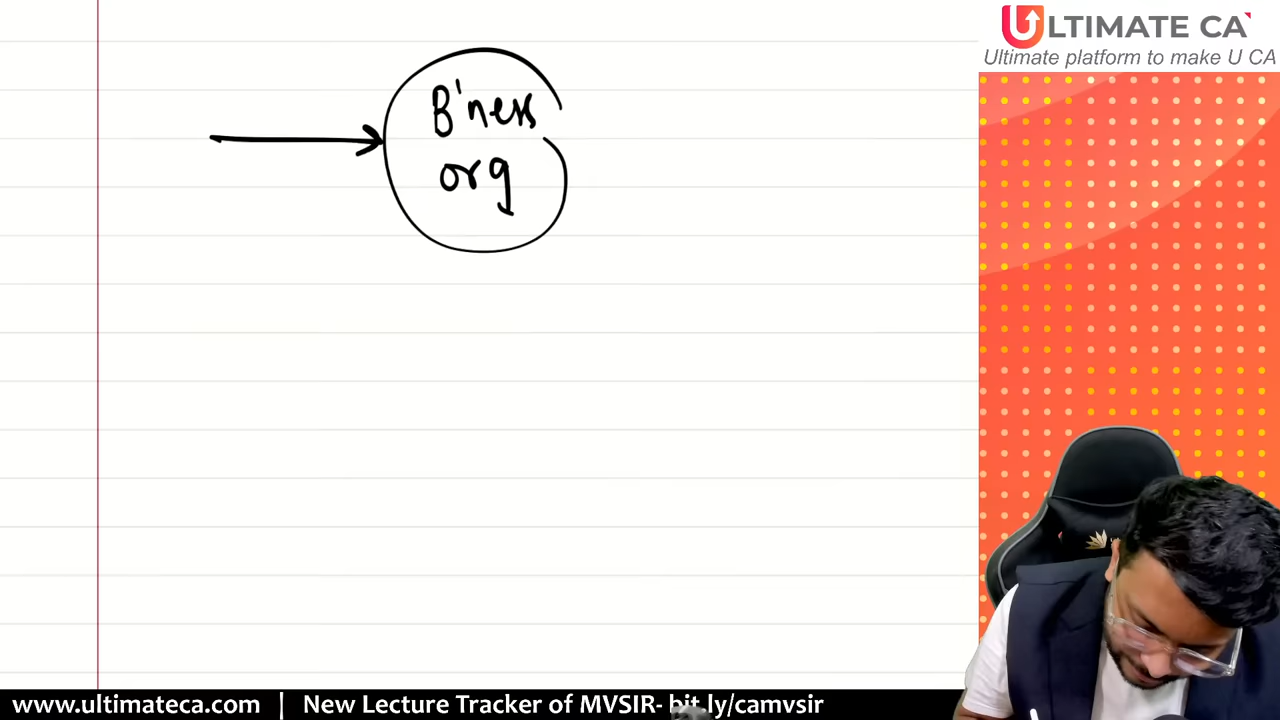 B'ness
org
ULTIMATE CA
Ultimate platform to make U CA
www.ultimateca.com | New Lecture Tracker of MVSIR- bit.ly/camvsir